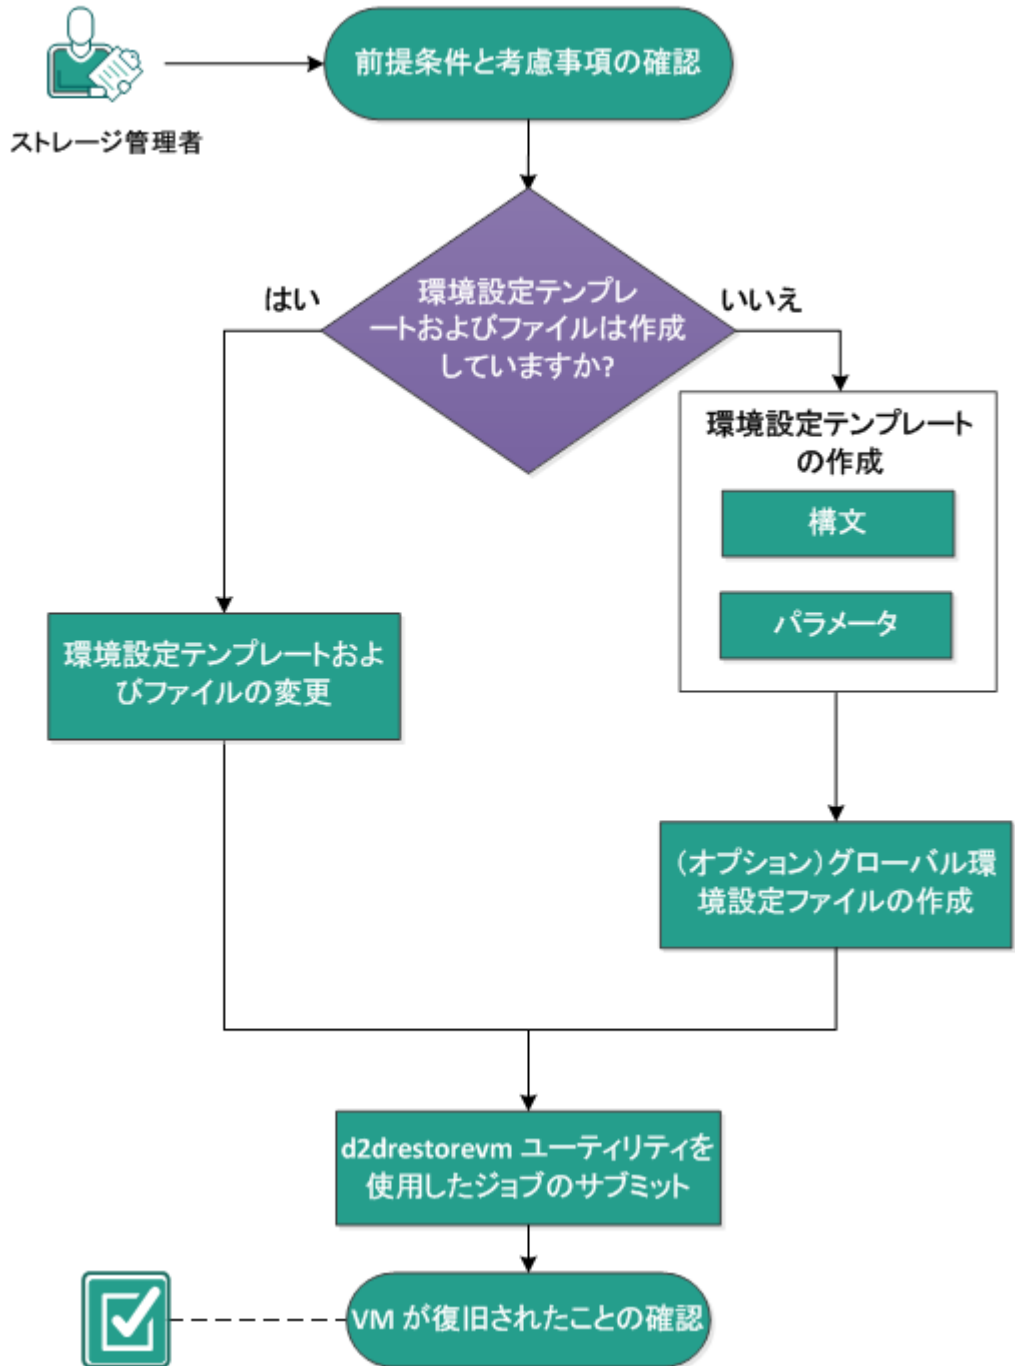 前提条件と考慮事項の確認
ストレージ管理者
環境設定テンプレ
ートおよびファイルは作成
していますか?
はい
いいえ
環境設定テンプレート
の作成
構文
パラメータ
環境設定テンプレートおよ
びファイルの変更
(オプション)グローバル環
境設定ファイルの作成
d2drestorevm ユーティリティを
使用したジョブのサブミット
VM が復旧されたことの確認